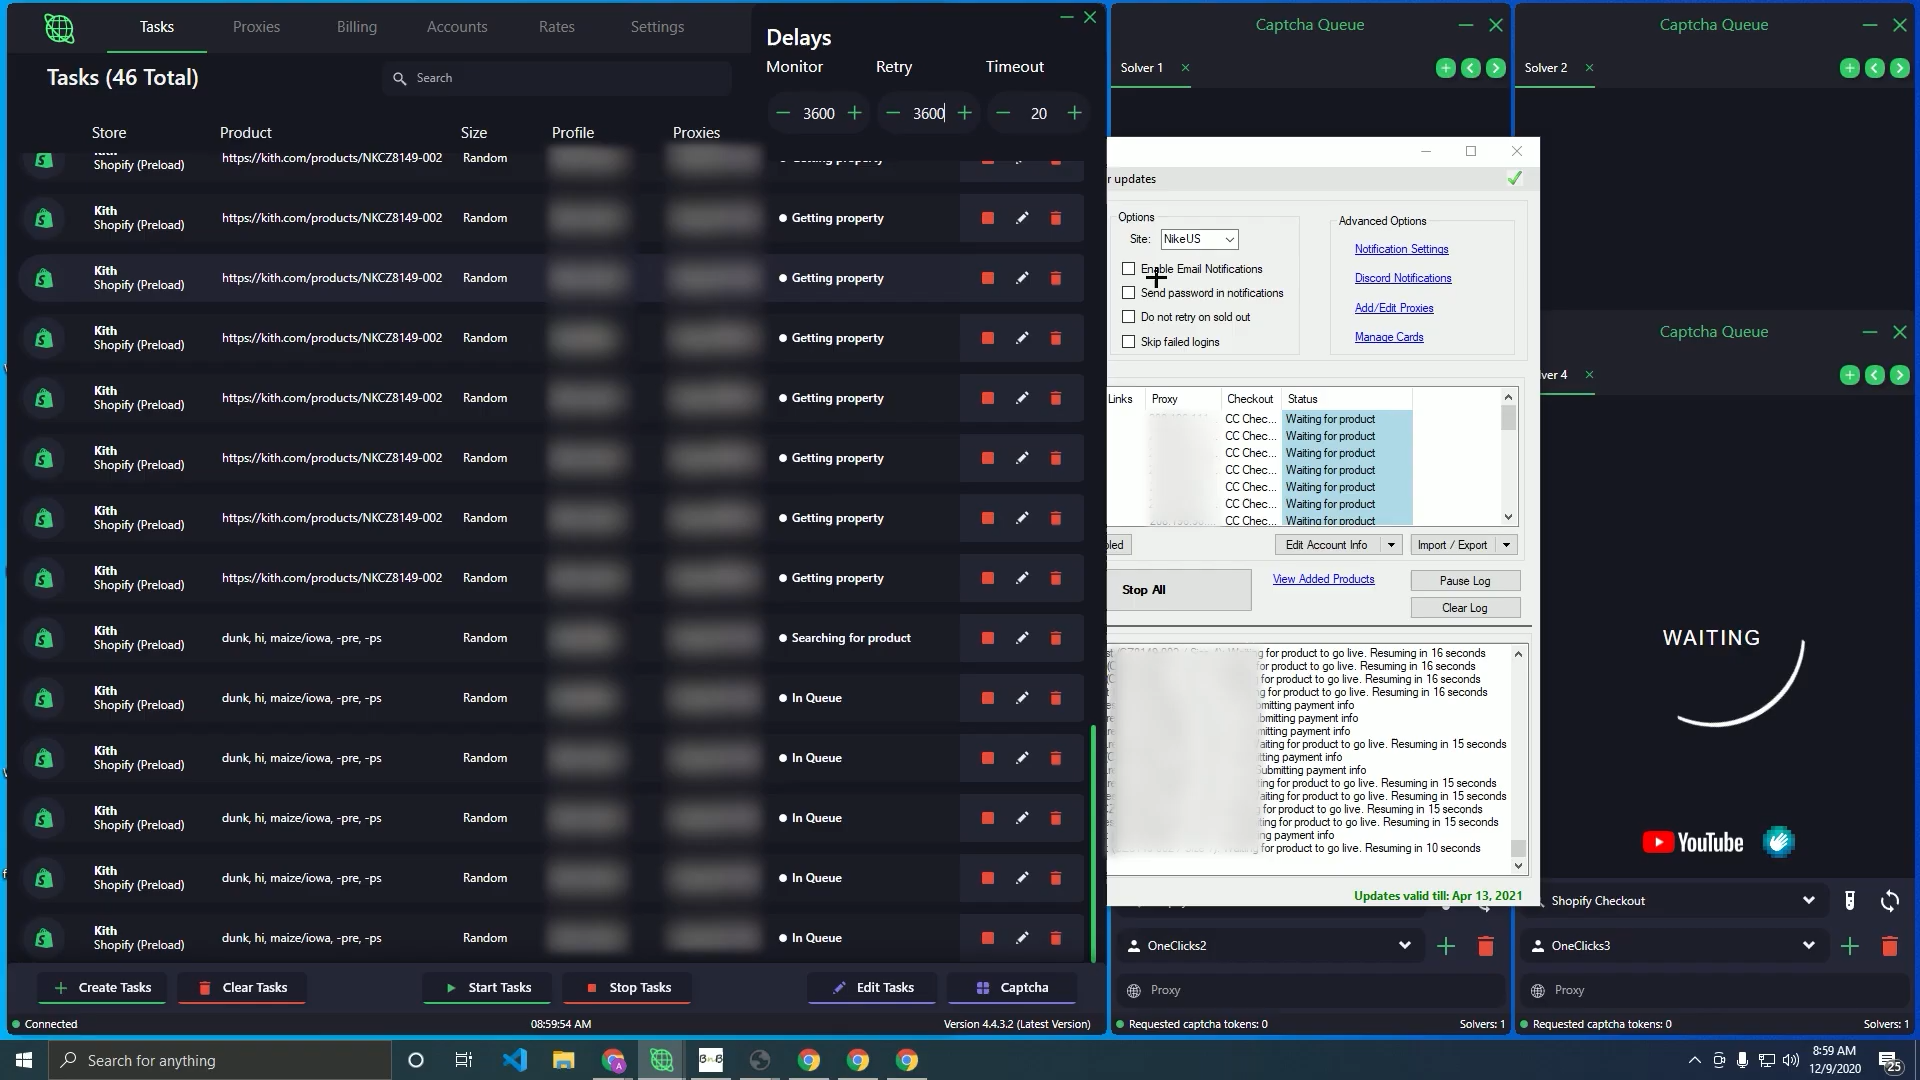 Tasks
Proxies
Billing
Accounts
Rates
Settings
Tasks (46 Total)
Search
Delays
Monitor
Retry
Timeout
3600
3600
20
Store
Product
Size
Profile
Proxies
Shopify (Preload)
https://kith.com/products/NKCZ8149-002
Random
Kith
Shopify (Preload)
https://kith.com/products/NKCZ8149-002
Random
Getting property
Kith
Shopify (Preload)
https://kith.com/products/NKCZ8149-002
Random
Getting property
Kith
Shopify (Preload)
https://kith.com/products/NKCZ8149-002
Random
Getting property
Kith
Shopify (Preload)
https://kith.com/products/NKCZ8149-002
Random
Getting property
Kith
Shopify (Preload)
https://kith.com/products/NKCZ8149-002
Random
Getting property
Kith
Shopify (Preload)
https://kith.com/products/NKCZ8149-002
Random
Getting property
Kith
Shopify (Preload)
https://kith.com/products/NKCZ8149-002
Random
Getting property
Kith
Shopify (Preload)
dunk, hi, maize/iowa, -pre, -ps
Random
Searching for product
Kith
Shopify (Preload)
dunk, hi, maize/iowa, -pre, -ps
Random
In Queue
Kith
Shopify (Preload)
dunk, hi, maize/iowa, -pre, -ps
Random
In Queue
Kith
Shopify (Preload)
dunk, hi, maize/iowa, -pre, -ps
Random
In Queue
Kith
Shopify (Preload)
dunk, hi, maize/iowa, -pre, -ps
Random
In Queue
Kith
Shopify (Preload)
dunk, hi, maize/iowa, -pre, -ps
Random
In Queue
Create Tasks
Clear Tasks
Start Tasks
Stop Tasks
Edit Tasks
Captcha
Connected
08:59:54 AM
Version 4.4.3.2 (Latest Version)
Captcha Queue
Solver 1
Captcha Queue
Solver 2
updates
Options
Site: NikeUS
Enable Email Notifications
Send password in notifications
Do not retry on sold out
Skip failed logins
Advanced Options
Notification Settings
Discord Notifications
Add/Edit Proxies
Manage Cards
Links
Proxy
Checkout
Status
CC Chec... Waiting for product
CC Chec... Waiting for product
CC Chec... Waiting for product
CC Chec... Waiting for product
CC Chec... Waiting for product
CC Chec... Waiting for product
CC Chec... Waiting for product
Edit Account Info
Import / Export
Stop All
View Added Products
Pause Log
Clear Log
for product to go live. Resuming in 16 seconds
for product to go live. Resuming in 16 seconds
for product to go live. Resuming in 16 seconds
for product to go live. Resuming in 16 seconds
payment info
payment info
payment info
for product to go live. Resuming in 15 seconds
payment info
Submitting payment info
for product to go live. Resuming in 15 seconds
for product to go live. Resuming in 15 seconds
for product to go live. Resuming in 15 seconds
for product to go live. Resuming in 15 seconds
payment info
for product to go live. Resuming in 10 seconds
Updates valid till: Apr 13, 2021
Captcha Queue
ver 4
WAITING
YouTube
OneClicks2
Proxy
Requested captcha tokens: 0
Solvers: 1
Shopify Checkout
OneClicks3
Proxy
Requested captcha tokens: 0
Solvers: 1
Search for anything
BnB
A
8:59 AM
12/9/2020
25